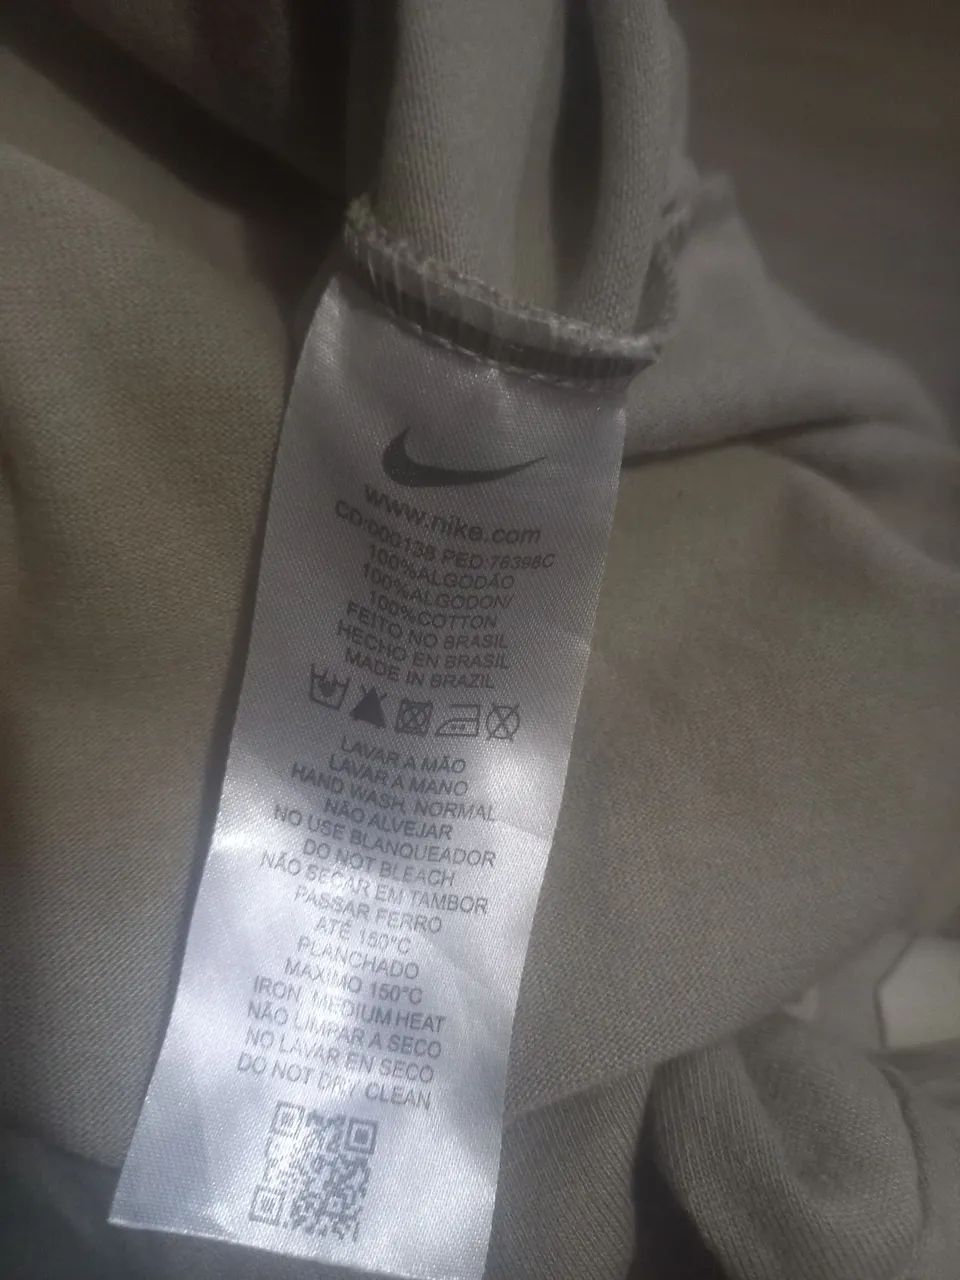 www.nike.com
CD:000138 PED:76398C
100%ALGODÃO
100%ALGODON/
100%COTTON
FEITO NO BRASIL
HECHO EN BRASIL
MADE IN BRAZIL
LAVAR A MÃO
LAVAR A MANO
HAND WASH, NORMAL
NÃO ALVEJAR
NO USE BLANQUEADOR
DO NOT BLEACH
NÃO SECAR EM TAMBOR
PASSAR FERRO
ATÉ 150°C
PLANCHADO
MAXIMO 150°C
IRON, MEDIUM HEAT
NÃO LIMPAR A SECO
NO LAVAR EN SECO
DO NOT DRY CLEAN